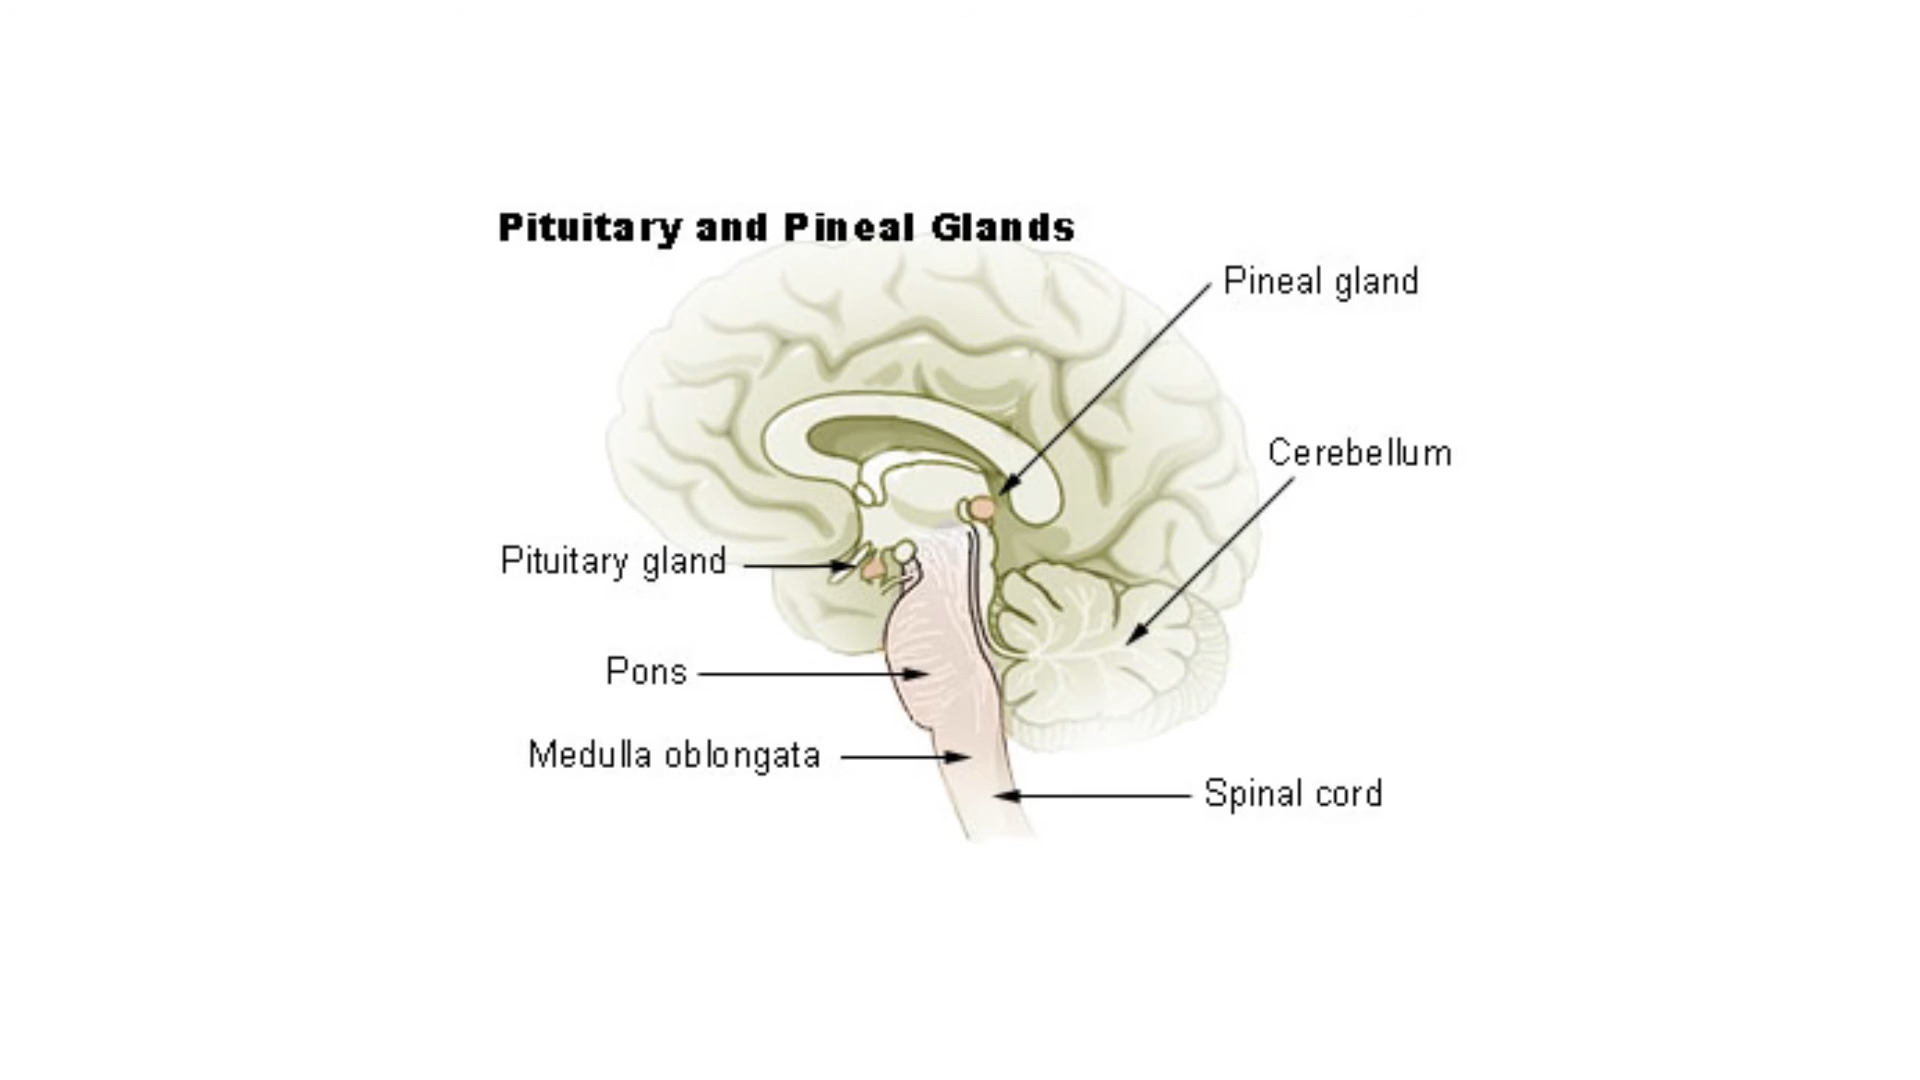 Pituitary and Pineal Glands
Pineal gland
Cerebellum
Pituitary gland
Pons
Medulla oblongata
Spinal cord